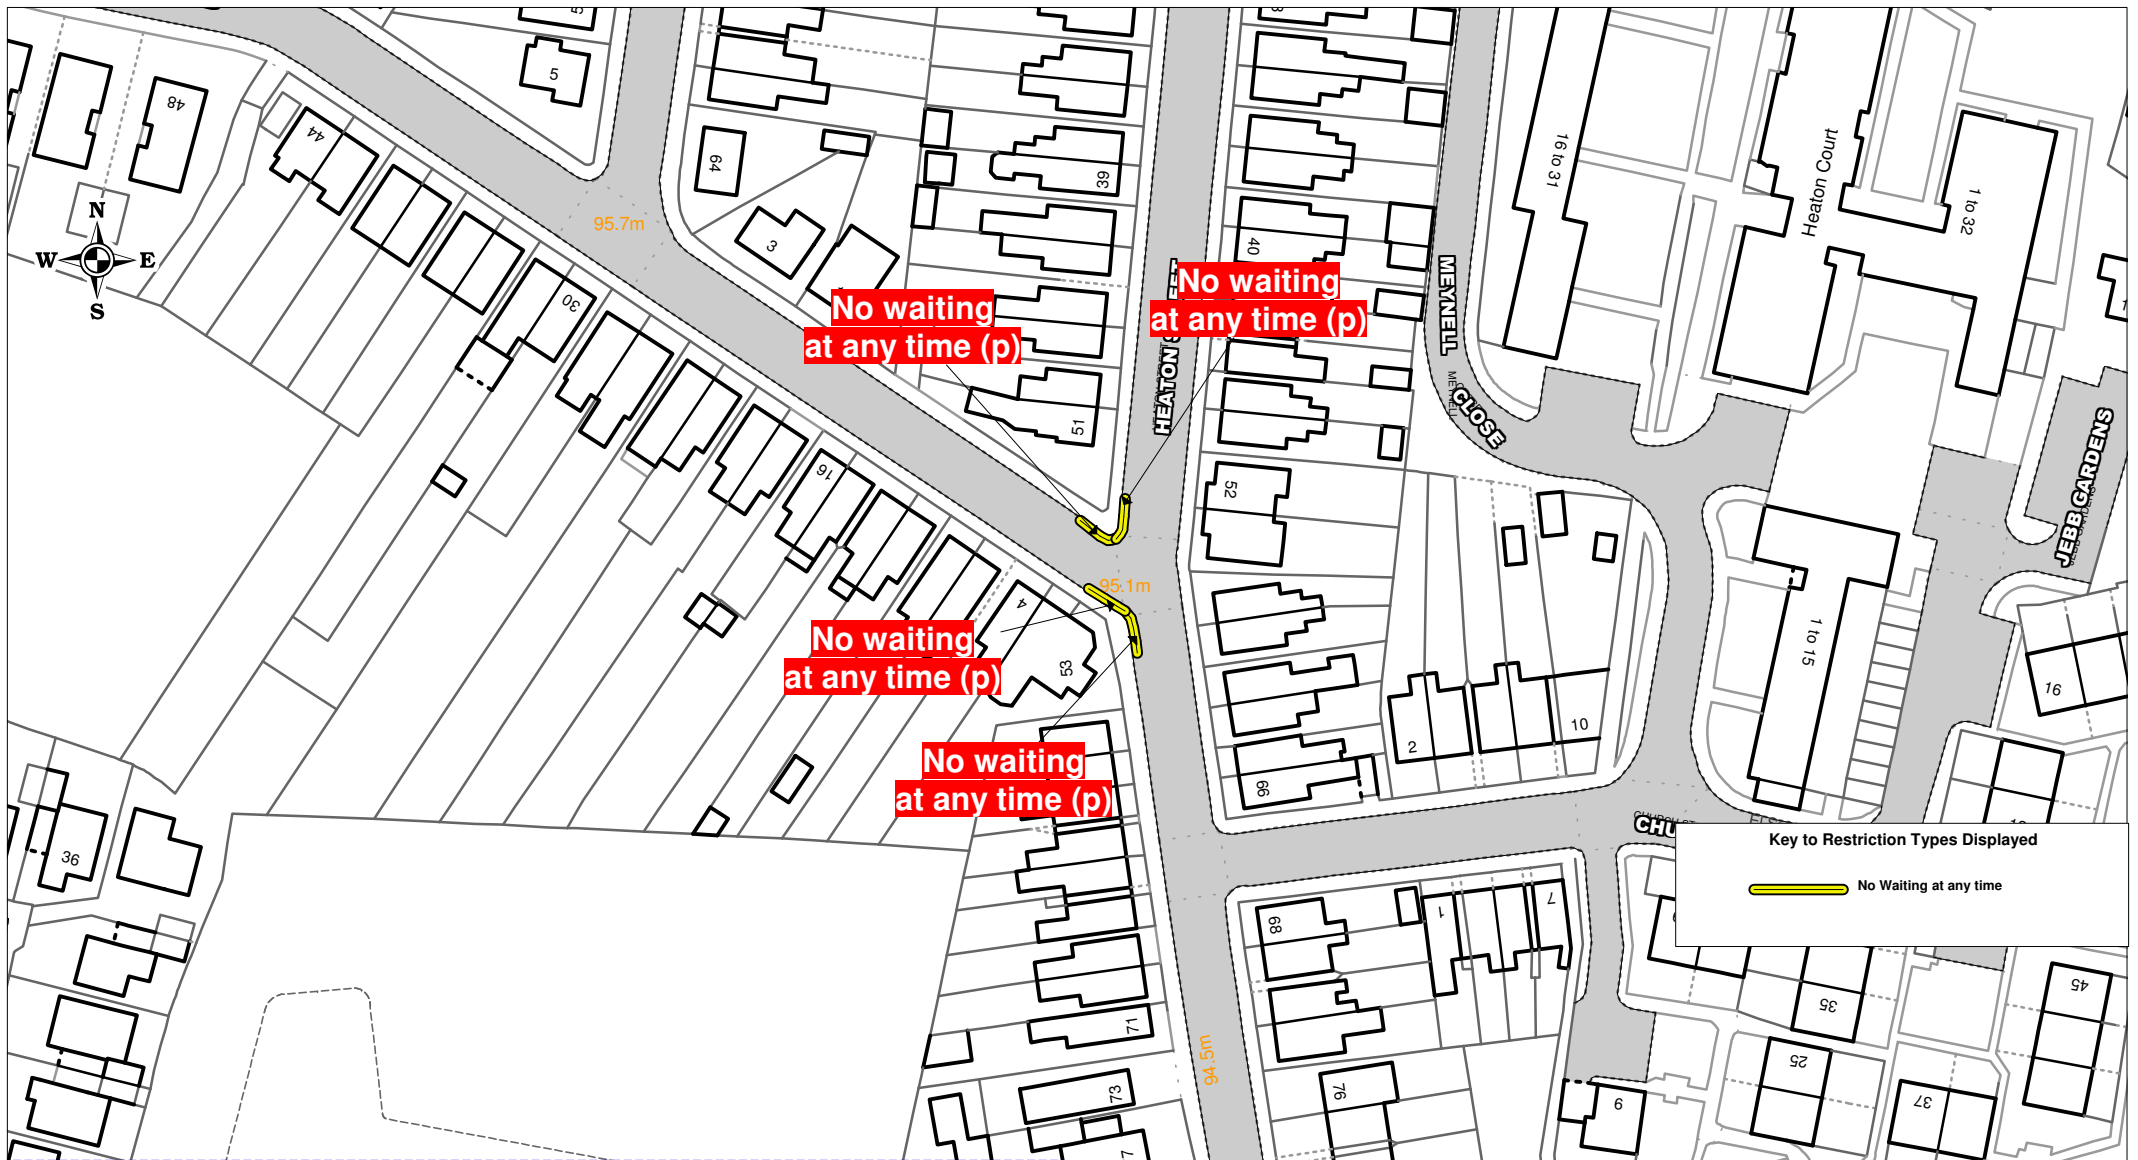 5
48
44
64
39
16 to 31
Heaton Court
1 to 32
N
W E
S
95.7m
3
40
30
No waiting
at any time (p)
No waiting
at any time (p)
HEATON
MEYNELL
CLOSE
51
16
52
JEBB GARDENS
95.1m
4
53
No waiting
at any time (p)
1 to 15
16
2
10
No waiting
at any time (p)
66
36
Key to Restriction Types Displayed
No Waiting at any time
68
1
7
35
45
71
94.5m
25
73
76
9
37